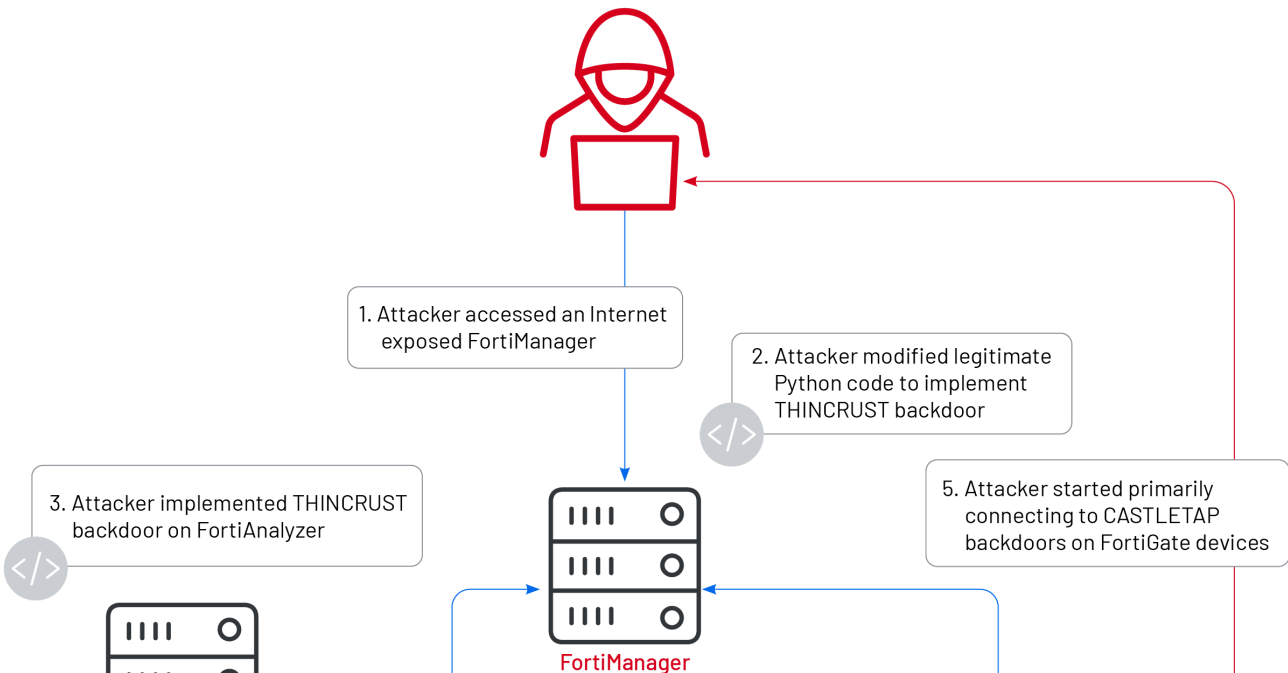 1. Attacker accessed an Internet
exposed FortiManager
2. Attacker modified legitimate
Python code to implement
THINCRUST backdoor
</>
3. Attacker implemented THINCRUST
backdoor on FortiAnalyzer
</>
5. Attacker started primarily
connecting to CASTLETAP
backdoors on FortiGate devices
FortiManager